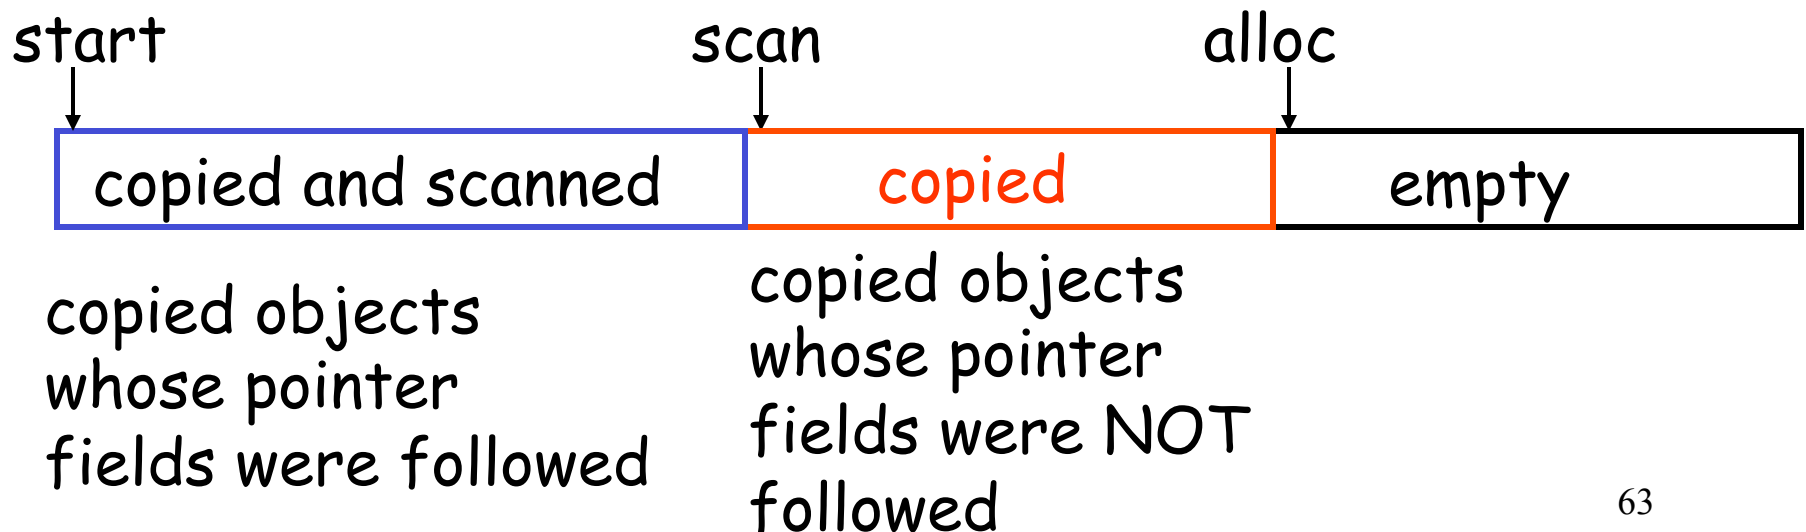 start scan alloc
copied and scanned copied empty
copied objects
whose pointer
fields were followed
copied objects
whose pointer
fields were NOT
followed
63